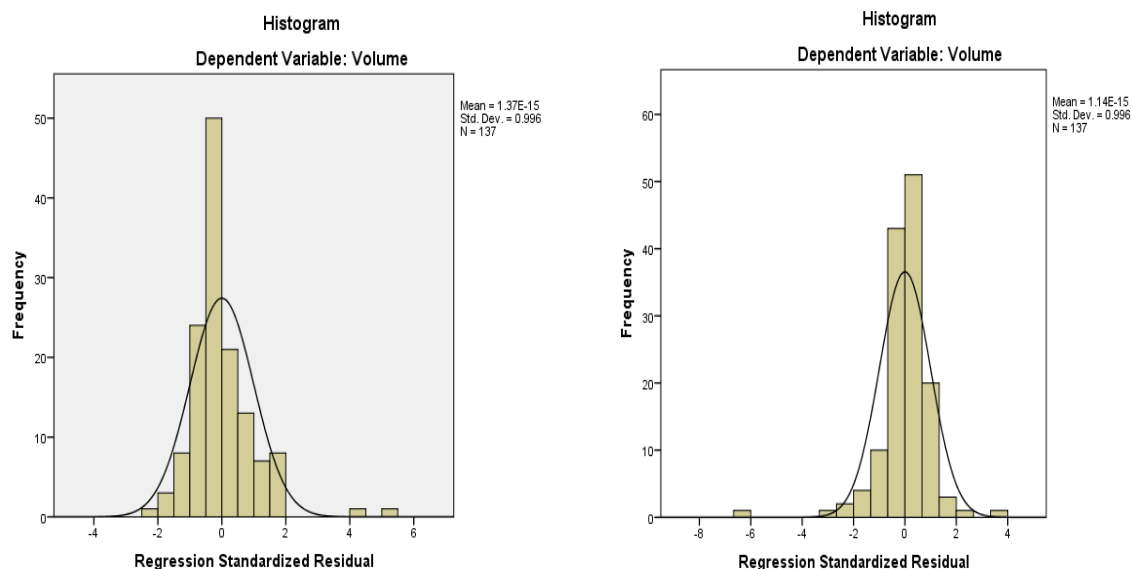 Histogram
Dependent Variable: Volume
Mean = 1.37E-15
Std. Dev. = 0.996
N = 137
50
40
30
20
10
0
Frequency
-4 -2 0 2 4 6
Regression Standardized Residual
Histogram
Dependent Variable: Volume
Mean = 1.14E-15
Std. Dev. = 0.996
N = 137
60
50
40
30
20
10
0
Frequency
-8 -6 -4 -2 0 2 4
Regression Standardized Residual